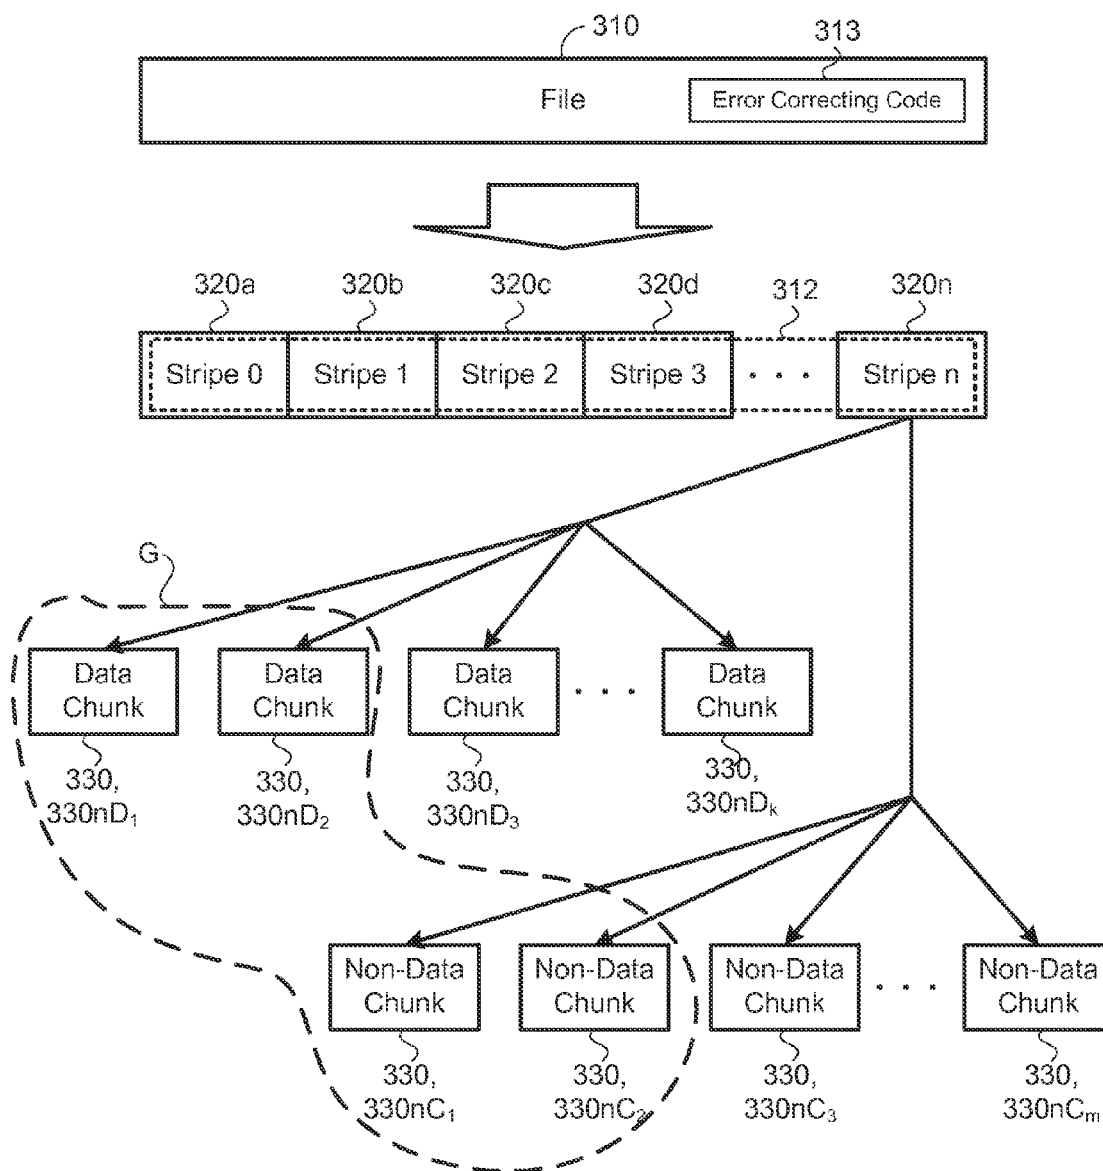 310
313
File
Error Correcting Code
320a
320b
320c
320d
312
320n
Stripe 0
Stripe 1
Stripe 2
Stripe 3
. . .
Stripe n
G
Data
Chunk
Data
Chunk
Data
Chunk
. . .
Data
Chunk
330,
330nD₁
330,
330nD₂
330,
330nD₃
330,
330nDₖ
Non-Data
Chunk
Non-Data
Chunk
Non-Data
Chunk
. . .
Non-Data
Chunk
330,
330nC₁
330,
330nC₂
330,
330nC₃
330,
330nCₘ